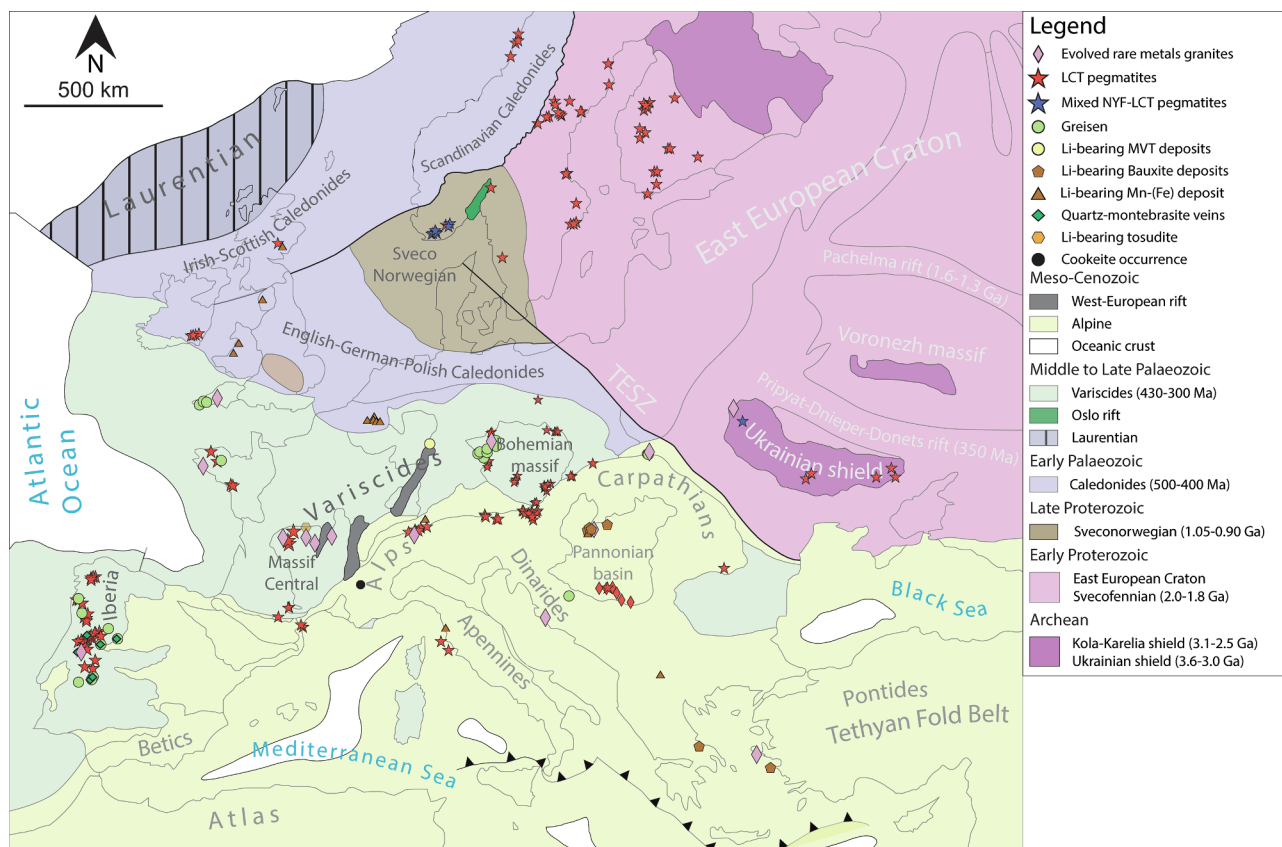 N
500 km
Laurentian
Scandinavian Caledonides
Irish-Scottish Caledonides
Sveco
Norwegian
East European Craton
Pachelma rift (1.6-1.3 Ga)
Voronezh massif
English-German-Polish Caledonides
TESZ
Pripyat-Dnieper-Donets rift (350 Ma)
Ukrainian shield
Atlantic
Ocean
Variscides
Bohemian
massif
Carpathians
Massif
Central
Alps
Pannonian
basin
Dinarides
Iberia
Apennines
Black Sea
Betics
Mediterranean Sea
Pontides
Tethyan Fold Belt
Atlas
Legend
Evolved rare metals granites
LCT pegmatites
Mixed NYF-LCT pegmatites
Greisen
Li-bearing MVT deposits
Li-bearing Bauxite deposits
Li-bearing Mn-(Fe) deposit
Quartz-montebrasite veins
Li-bearing tosudite
Cookeite occurrence
Meso-Cenozoic
West-European rift
Alpine
Oceanic crust
Middle to Late Palaeozoic
Variscides (430-300 Ma)
Oslo rift
Laurentian
Early Palaeozoic
Caledonides (500-400 Ma)
Late Proterozoic
Sveconorwegian (1.05-0.90 Ga)
Early Proterozoic
East European Craton
Svecofennian (2.0-1.8 Ga)
Archean
Kola-Karelia shield (3.1-2.5 Ga)
Ukrainian shield (3.6-3.0 Ga)